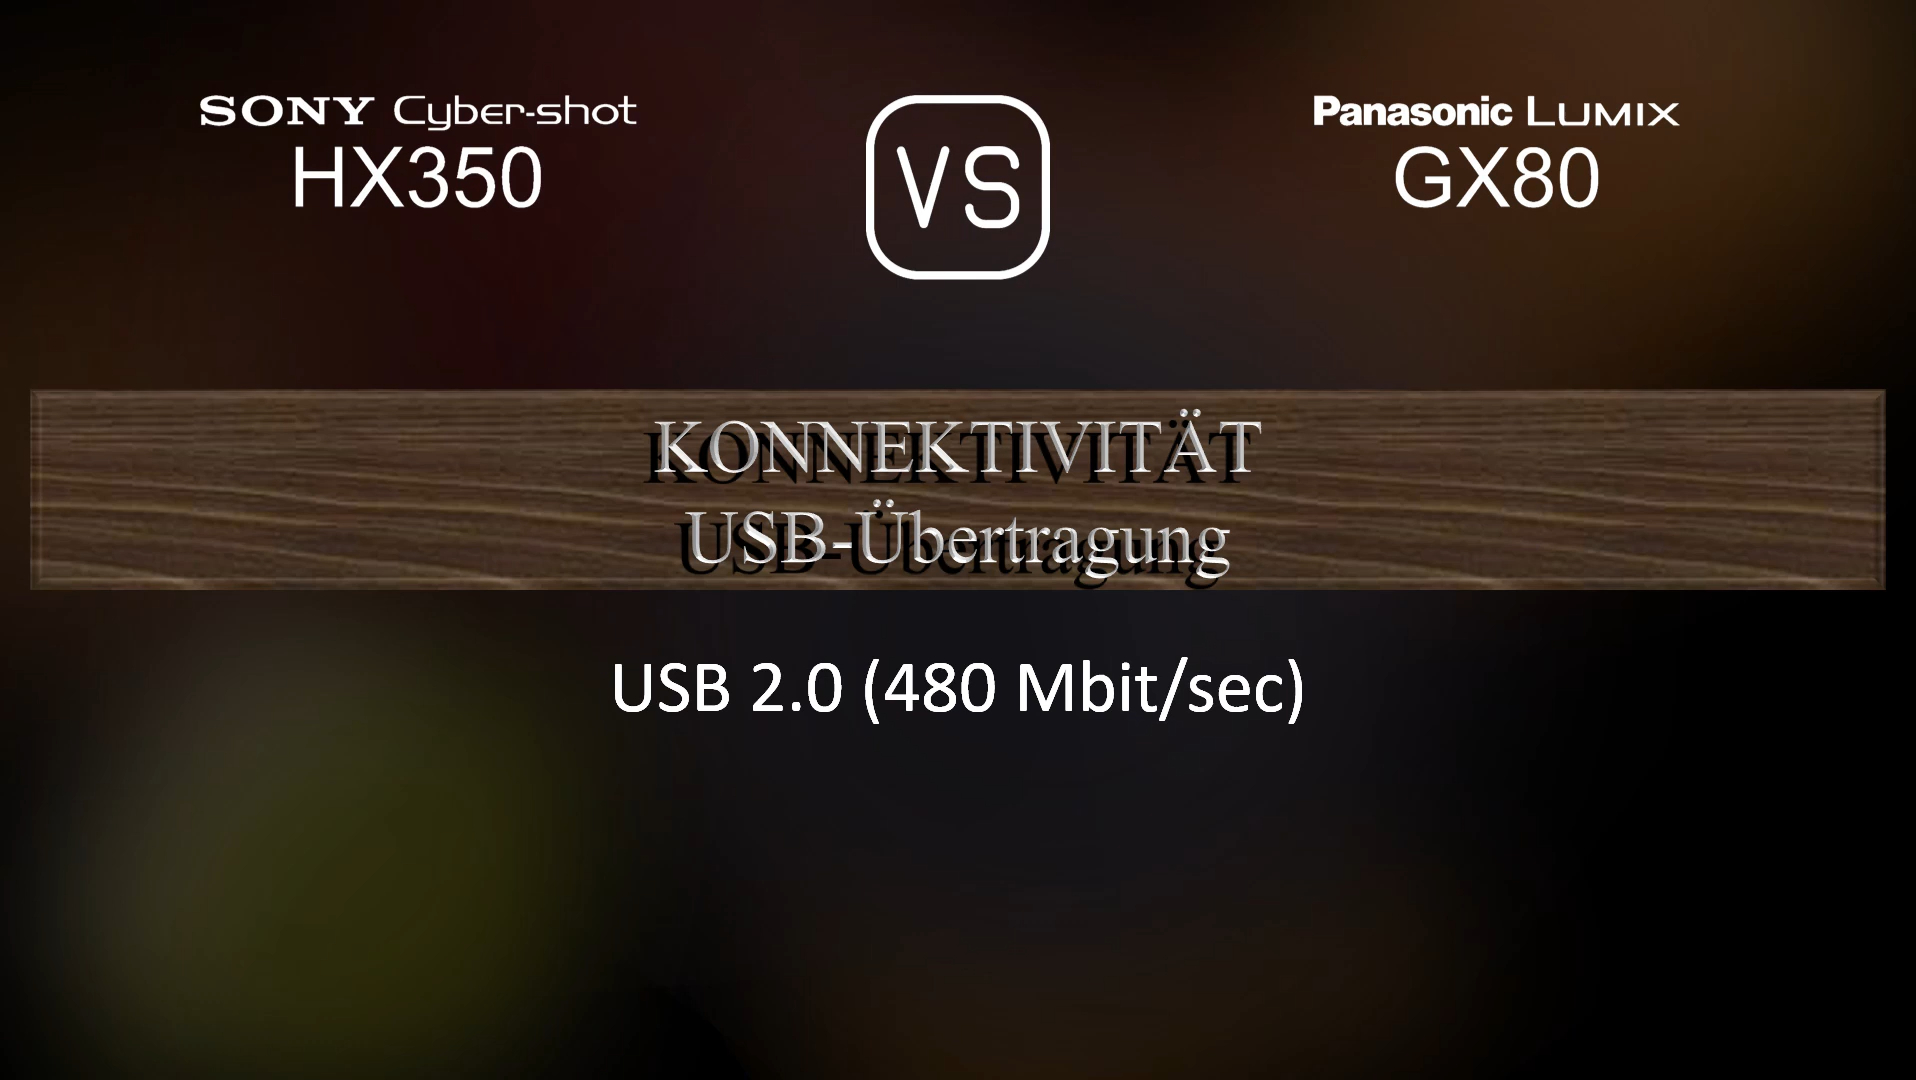 SONY Cyber-shot
HX350
VS
Panasonic LUMIX
GX80
KONNEKTIVITÄT
USB-Übertragung
USB 2.0 (480 Mbit/sec)